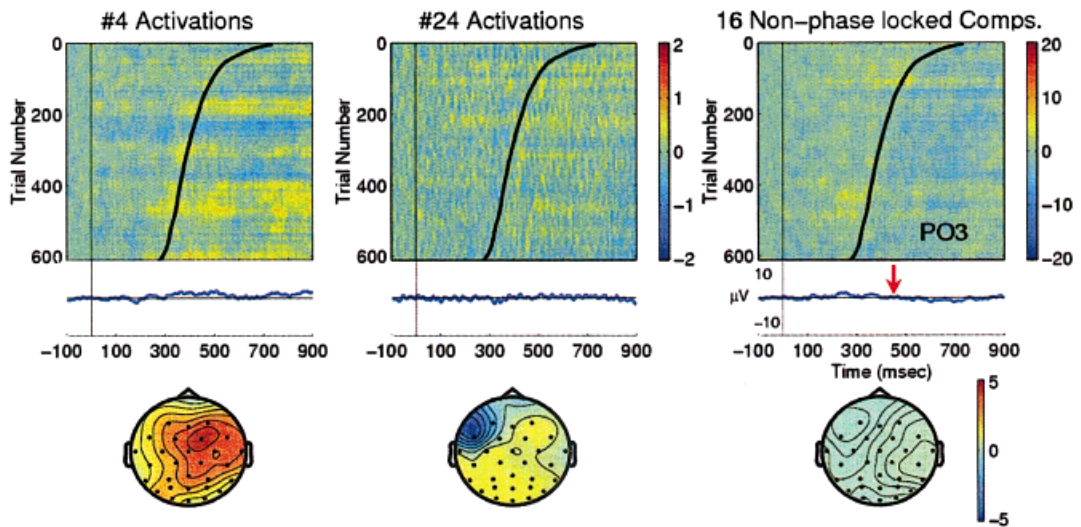 #4 Activations
#24 Activations
16 Non-phase locked Comps.
Trial Number
0
200
400
600
Trial Number
0
200
400
600
2
1
0
−1
−2
Trial Number
0
200
400
600
PO3
20
10
0
−10
−20
10
μV
−10
−100 100 300 500 700 900
−100 100 300 500 700 900
−100 100 300 500 700 900
Time (msec)
5
0
−5